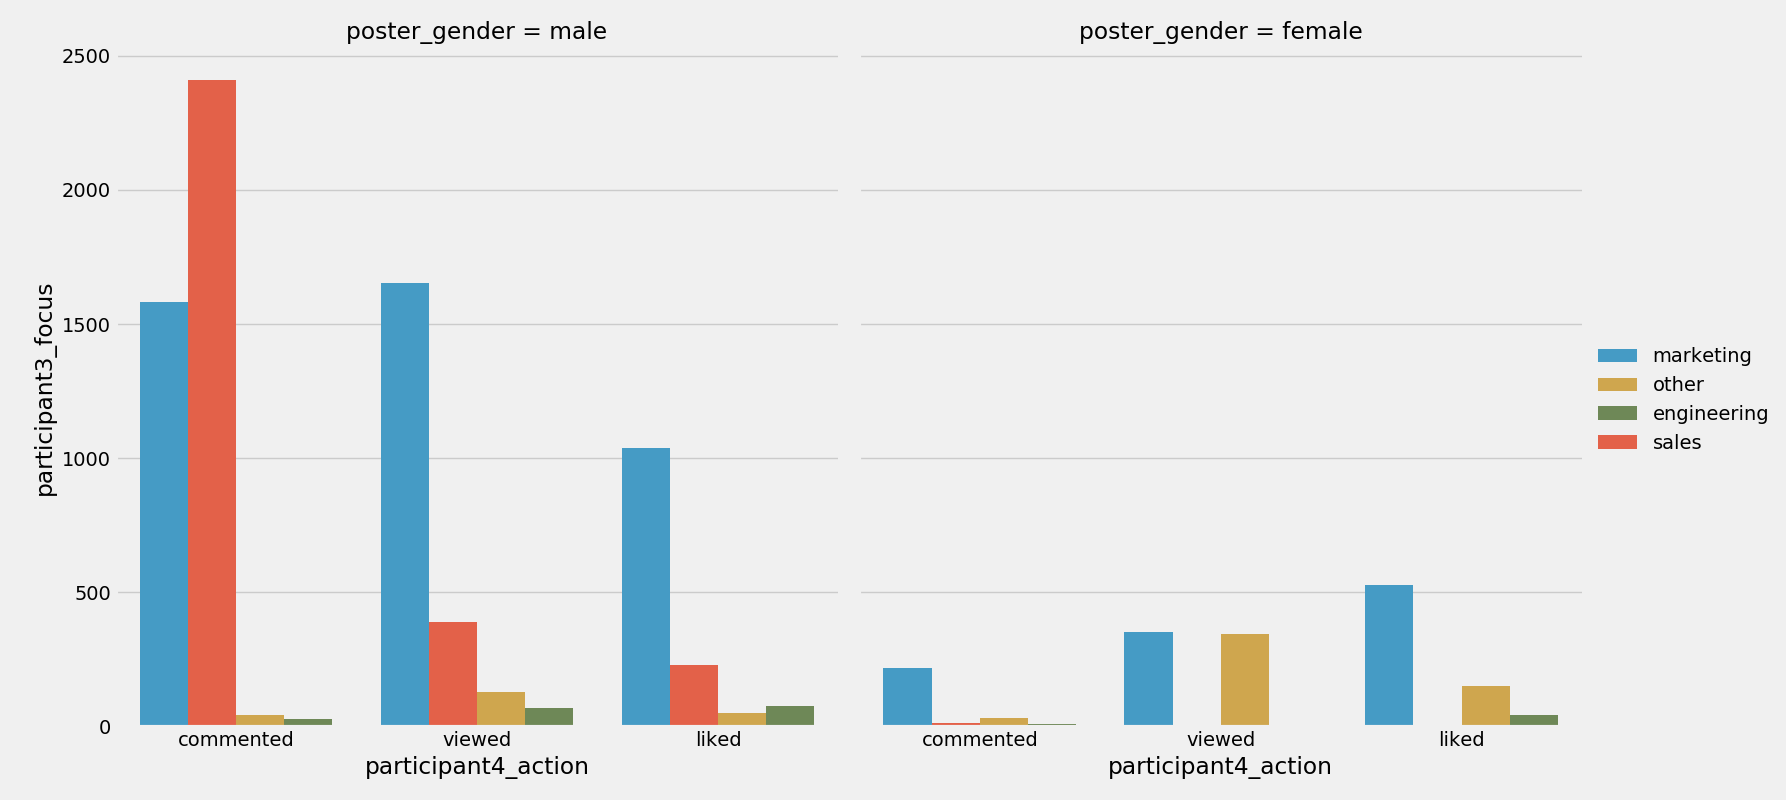 poster_gender = male
poster_gender = female
2500
2000
1500
1000
500
0
participant3_focus
commented
viewed
liked
commented
viewed
liked
participant4_action
participant4_action
marketing
other
engineering
sales